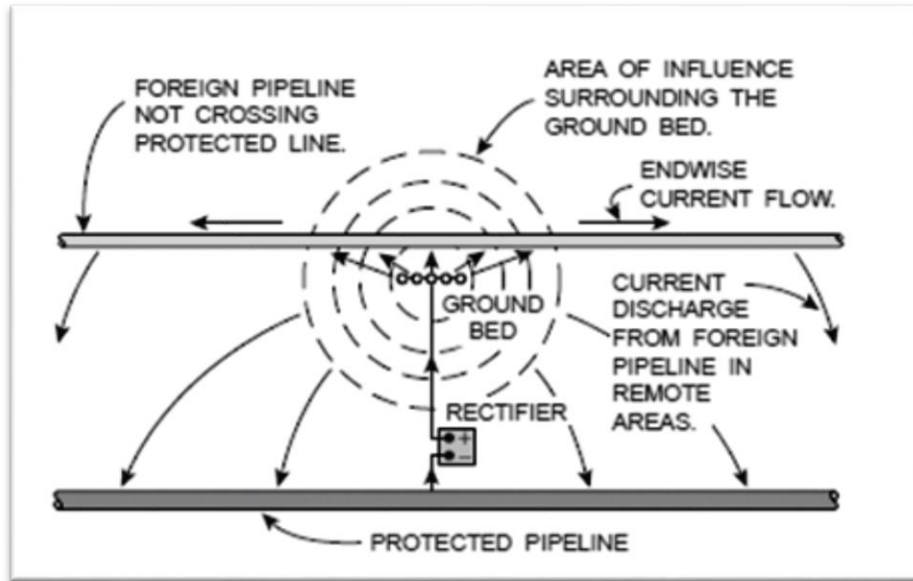 FOREIGN PIPELINE
NOT CROSSING
PROTECTED LINE.
AREA OF INFLUENCE
SURROUNDING THE
GROUND BED.
ENDWISE
CURRENT FLOW.
GROUND
BED
CURRENT
DISCHARGE
FROM FOREIGN
PIPELINE IN
REMOTE
AREAS.
RECTIFIER
+
−
PROTECTED PIPELINE